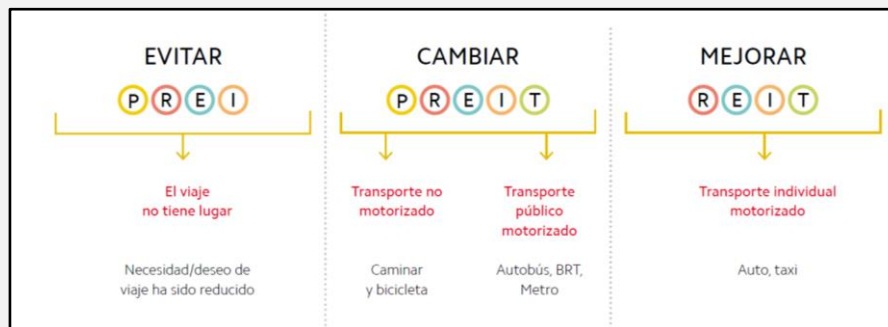 EVITAR
P R E I
El viaje
no tiene lugar
Necesidad/deseo de
viaje ha sido reducido
CAMBIAR
P R E I T
Transporte no
motorizado
Caminar
y bicicleta
Transporte
público
motorizado
Autobús, BRT,
Metro
MEJORAR
R E I T
Transporte individual
motorizado
Auto, taxi